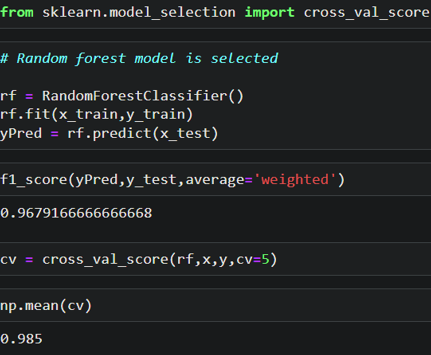 from sklearn.model_selection import cross_val_score
# Random forest model is selected
rf = RandomForestClassifier()
rf.fit(x_train,y_train)
yPred = rf.predict(x_test)
f1_score(yPred,y_test,average='weighted')
0.9679166666666668
cv = cross_val_score(rf,x,y,cv=5)
np.mean(cv)
0.985